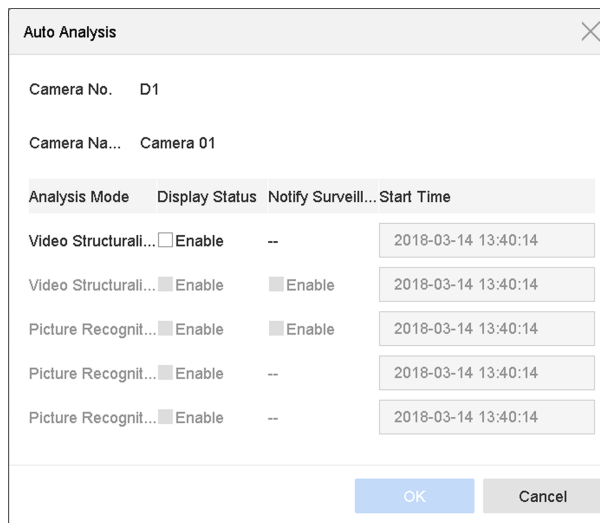 Auto Analysis
Camera No. D1
Camera Na... Camera 01
Analysis Mode Display Status Notify Surveill... Start Time
Video Structurali... Enable -- 2018-03-14 13:40:14
Video Structurali... Enable Enable 2018-03-14 13:40:14
Picture Recognit... Enable Enable 2018-03-14 13:40:14
Picture Recognit... Enable -- 2018-03-14 13:40:14
Picture Recognit... Enable -- 2018-03-14 13:40:14
OK Cancel